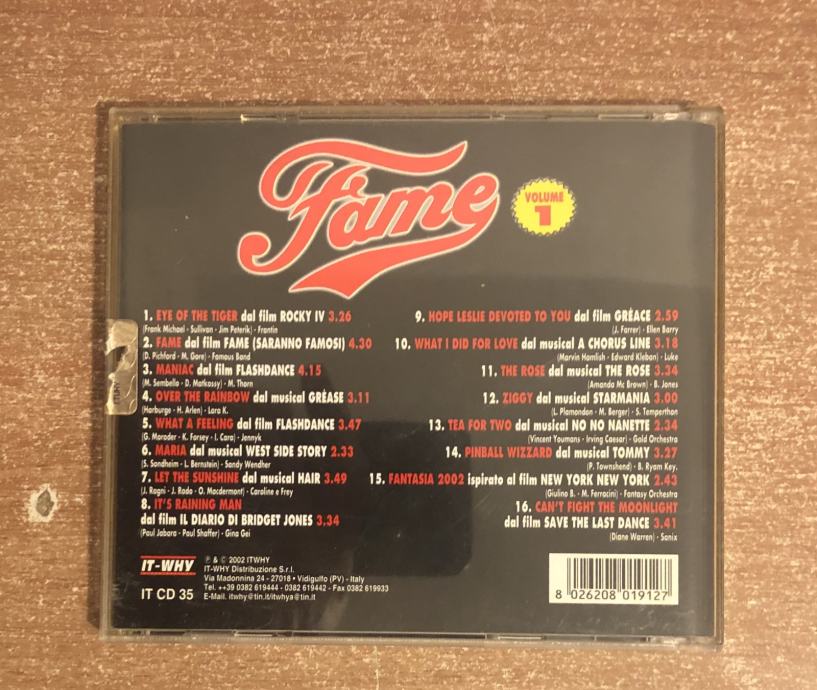 Fame
VOLUME
1
1. EYE OF THE TIGER dal film ROCKY IV 3.26
(Frank Michael - Sullivan - Jim Peterik) - Frantin
2. FAME dal film FAME (SARANNO FAMOSI) 4.30
(D. Pichford - M. Gore) - Famous Band
3. MANIAC dal film FLASHDANCE 4.15
(M. Sembello - D. Matkossy) - M. Thorn
4. OVER THE RAINBOW dal musical GRÉASE 3.11
(Harburge - H. Arlen) - Lara K.
5. WHAT A FEELING dal film FLASHDANCE 3.47
(G. Moroder - K. Forsey - I. Cara) - Jennyk
6. MARIA dal musical WEST SIDE STORY 2.33
(S. Sondheim - L. Bernstein) - Sandy Wendher
7. LET THE SUNSHINE dal musical HAIR 3.49
(J. Ragni - J. Rado - O. Macdermont) - Caroline e Frey
8. IT'S RAINING MAN
dal film IL DIARIO DI BRIDGET JONES 3,34
(Paul Jabara - Paul Shaffer) - Gina Gei
9. HOPE LESLIE DEVOTED TO YOU dal film GRÉACE 2.59
(J. Farrer) - Ellen Barry
10. WHAT I DID FOR LOVE dal musical A CHORUS LINE 3.18
(Marvin Hamlish - Edward Kleban) - Luke
11. THE ROSE dal musical THE ROSE 3.34
(Amanda Mc Brown) - B. Jones
12. ZIGGY dal musical STARMANIA 3.00
(L. Plamondon - M. Berger) - S. Temperthon
13. TEA FOR TWO dal musical NO NO NANETTE 2.34
(Vincent Youmans - Irving Caesar) - Gold Orchestra
14. PINBALL WIZZARD dal musical TOMMY 3.27
(P. Townshend) - B. Ryam Key.
15. FANTASIA 2002 ispirato al film NEW YORK NEW YORK 2.43
(Giulino B. - M. Ferracini) - Fantasy Orchestra
16. CAN'T FIGHT THE MOONLIGHT
dal film SAVE THE LAST DANCE 3.41
(Diane Warren) - Sonix
IT-WHY
IT CD 35
℗ & © 2002 ITWHY
IT-WHY Distribuzione S.r.l.
Via Madonnina 24 - 27018 • Vidigulfo (PV) - Italy
Tel. ++39 0382 619444 - 0382 619442 - Fax 0382 619933
E-Mail. itwhy@tin.it/itwhya@tin.it
8 026208 019127